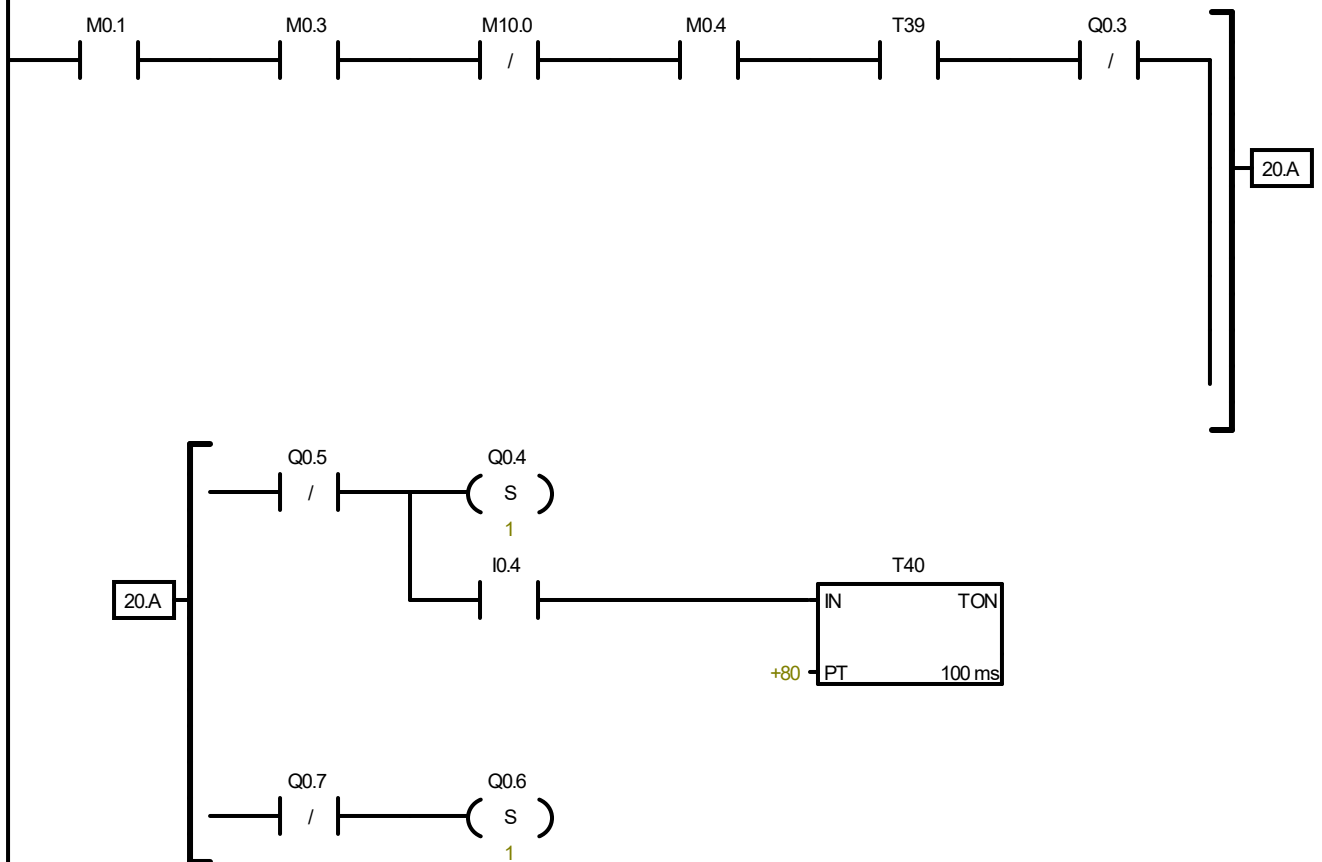 M0.1 M0.3 M10.0 M0.4 T39 Q0.3
/ /
20.A
Q0.5 Q0.4
/ S
1
I0.4 T40
20.A IN TON
+80 PT 100 ms
Q0.7 Q0.6
/ S
1